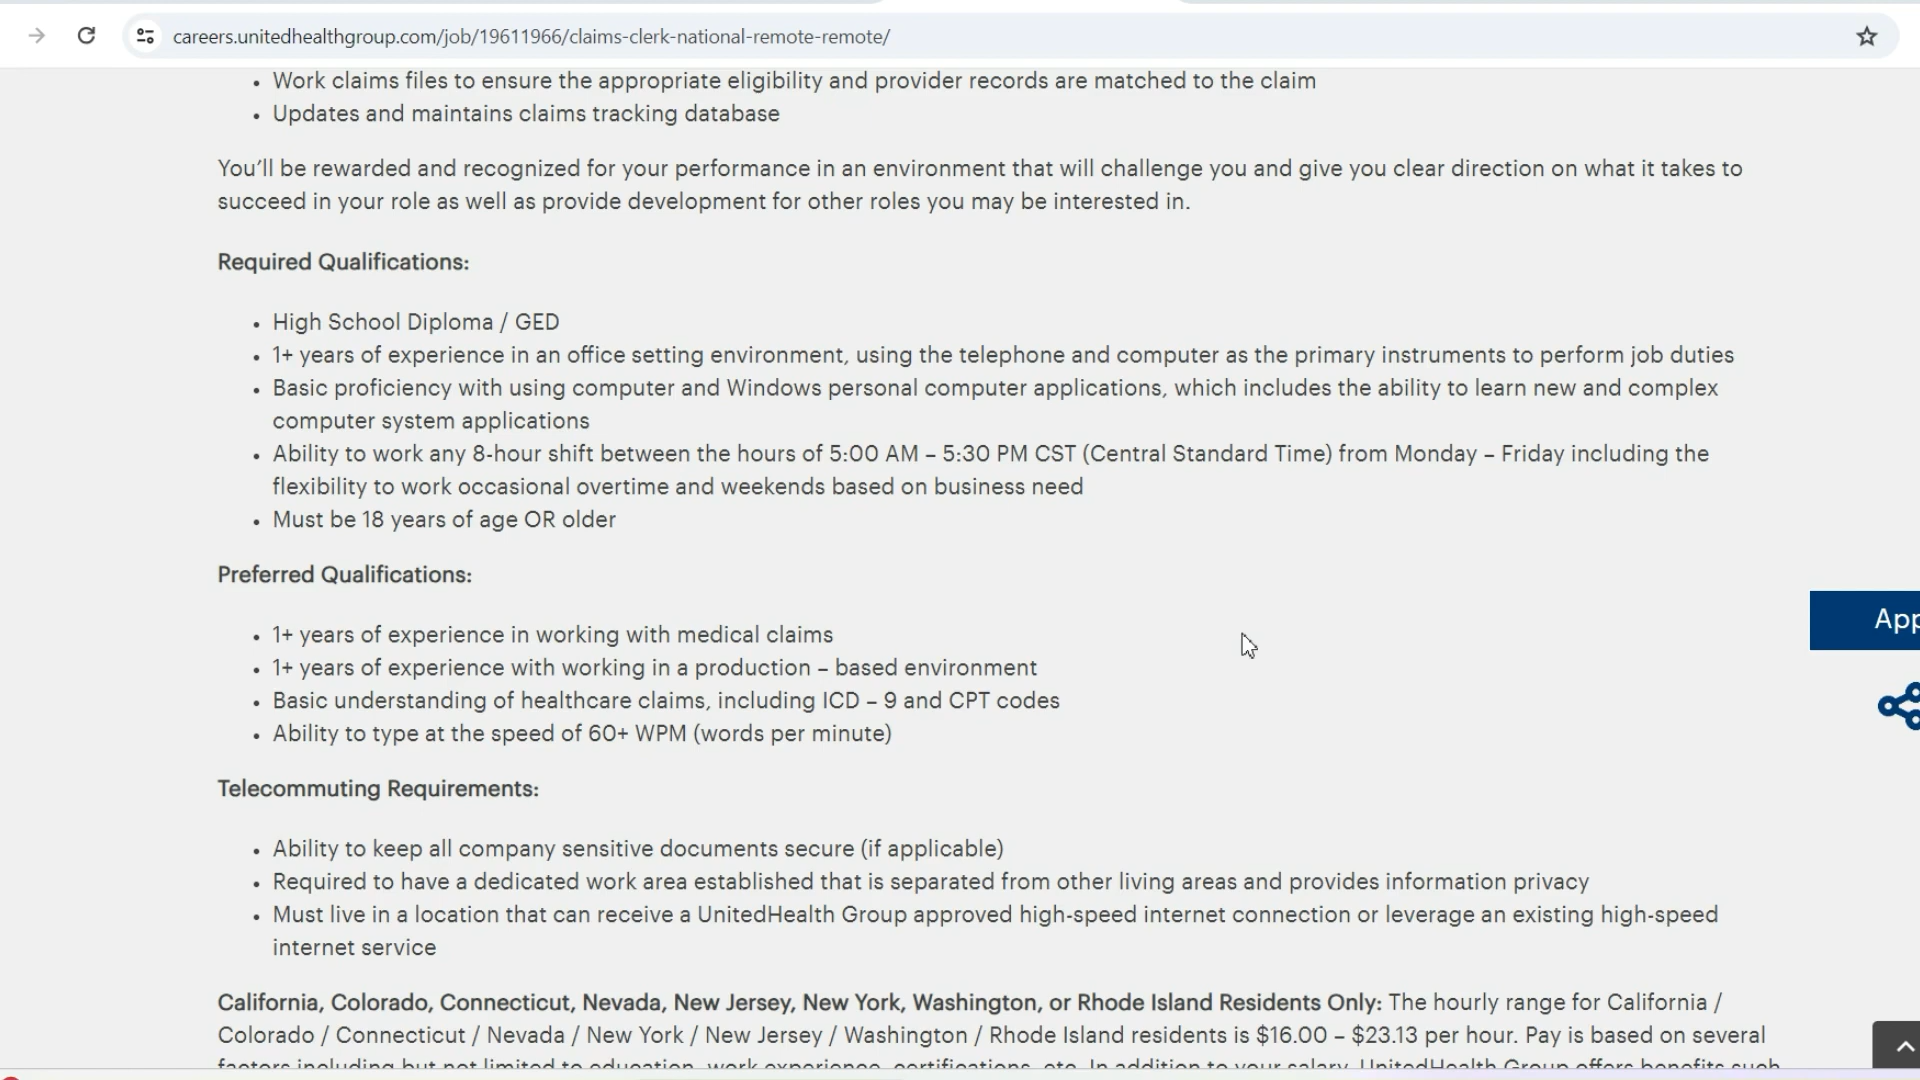 careers.unitedhealthgroup.com/job/19611966/claims-clerk-national-remote-remote/
• Work claims files to ensure the appropriate eligibility and provider records are matched to the claim
• Updates and maintains claims tracking database
You’ll be rewarded and recognized for your performance in an environment that will challenge you and give you clear direction on what it takes to
succeed in your role as well as provide development for other roles you may be interested in.
Required Qualifications:
• High School Diploma / GED
• 1+ years of experience in an office setting environment, using the telephone and computer as the primary instruments to perform job duties
• Basic proficiency with using computer and Windows personal computer applications, which includes the ability to learn new and complex
computer system applications
• Ability to work any 8-hour shift between the hours of 5:00 AM – 5:30 PM CST (Central Standard Time) from Monday – Friday including the
flexibility to work occasional overtime and weekends based on business need
• Must be 18 years of age OR older
Preferred Qualifications:
• 1+ years of experience in working with medical claims
• 1+ years of experience with working in a production – based environment
App
• Basic understanding of healthcare claims, including ICD – 9 and CPT codes
• Ability to type at the speed of 60+ WPM (words per minute)
Telecommuting Requirements:
• Ability to keep all company sensitive documents secure (if applicable)
• Required to have a dedicated work area established that is separated from other living areas and provides information privacy
• Must live in a location that can receive a UnitedHealth Group approved high-speed internet connection or leverage an existing high-speed
internet service
California, Colorado, Connecticut, Nevada, New Jersey, New York, Washington, or Rhode Island Residents Only: The hourly range for California /
Colorado / Connecticut / Nevada / New York / New Jersey / Washington / Rhode Island residents is $16.00 – $23.13 per hour. Pay is based on several
factors including but not limited to education, work experience, certifications, etc. In addition to your salary, UnitedHealth Group offers benefits such